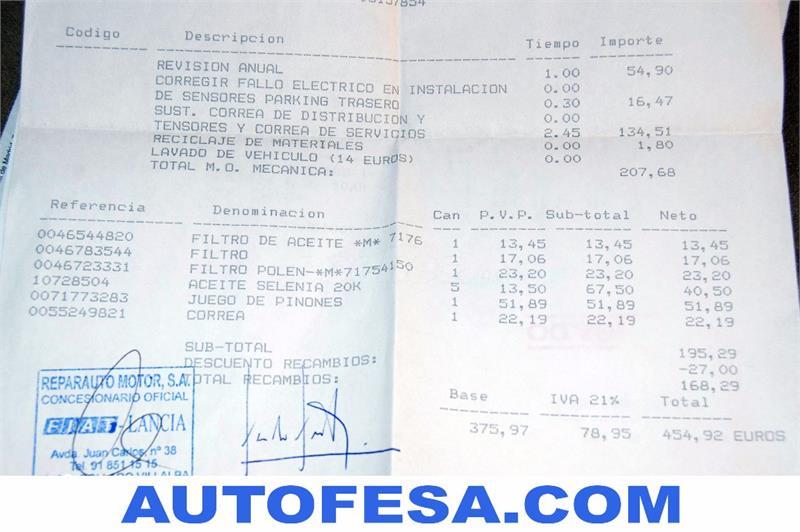 Codigo Descripcion Tiempo Importe
REVISION ANUAL 1.00 54,90
CORREGIR FALLO ELECTRICO EN INSTALACION 0.00
DE SENSORES PARKING TRASERO 0.30 16,47
SUST. CORREA DE DISTRIBUCION Y 0.00
TENSORES Y CORREA DE SERVICIOS 2.45 134,51
RECICLAJE DE MATERIALES 0.00 1,80
LAVADO DE VEHICULO (14 EUROS) 0.00
TOTAL M.O. MECANICA: 207,68
Referencia Denominacion Can P.V.P. Sub-total Neto
0046544820 FILTRO DE ACEITE *M* 7176 1 13,45 13,45 13,45
0046783544 FILTRO 1 17,06 17,06 17,06
0046723331 FILTRO POLEN-*M*71754150 1 23,20 23,20 23,20
10728504 ACEITE SELENIA 20K 5 13,50 67,50 40,50
0071773283 JUEGO DE PINONES 1 51,89 51,89 51,89
0055249821 CORREA 1 22,19 22,19 22,19
SUB-TOTAL 195,29
DESCUENTO RECAMBIOS: -27,00
TOTAL RECAMBIOS: 168,29
Base IVA 21% Total
375,97 78,95 454,92 EUROS
REPARAUTO MOTOR, S.A.
CONCESIONARIO OFICIAL
FIAT-LANCIA
Avda. Juan Carlos, nº 38
Tel. 91 851 15 15
VILLALBA
AUTOFESA.COM